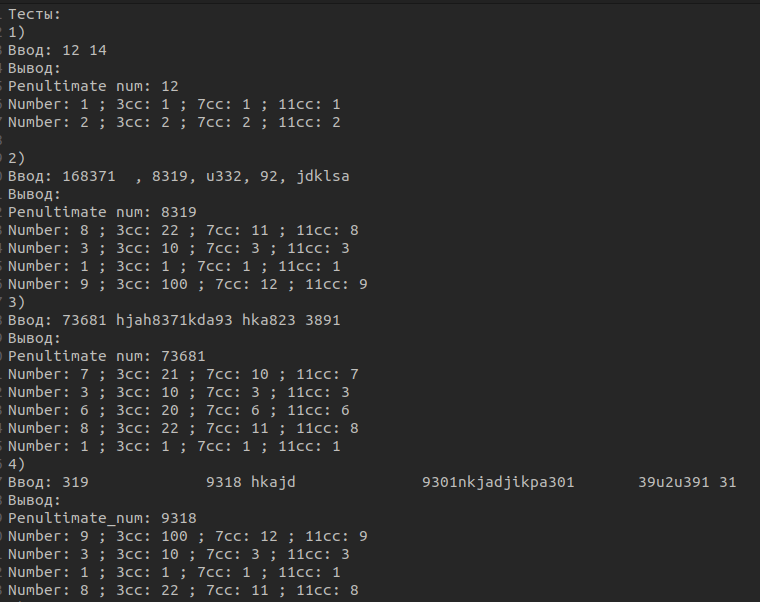 Тесты:
1)
Ввод: 12 14
Вывод:
Penultimate num: 12
Number: 1 ; 3cc: 1 ; 7cc: 1 ; 11cc: 1
Number: 2 ; 3cc: 2 ; 7cc: 2 ; 11cc: 2
2)
Ввод: 168371  , 8319, u332, 92, jdklsa
Вывод:
Penultimate num: 8319
Number: 8 ; 3cc: 22 ; 7cc: 11 ; 11cc: 8
Number: 3 ; 3cc: 10 ; 7cc: 3 ; 11cc: 3
Number: 1 ; 3cc: 1 ; 7cc: 1 ; 11cc: 1
Number: 9 ; 3cc: 100 ; 7cc: 12 ; 11cc: 9
3)
Ввод: 73681 hjah8371kda93 hka823 3891
Вывод:
Penultimate num: 73681
Number: 7 ; 3cc: 21 ; 7cc: 10 ; 11cc: 7
Number: 3 ; 3cc: 10 ; 7cc: 3 ; 11cc: 3
Number: 6 ; 3cc: 20 ; 7cc: 6 ; 11cc: 6
Number: 8 ; 3cc: 22 ; 7cc: 11 ; 11cc: 8
Number: 1 ; 3cc: 1 ; 7cc: 1 ; 11cc: 1
4)
Ввод: 319             9318 hkajd              9301nkjadjikpa301       39u2u391 31
Вывод:
Penultimate_num: 9318
Number: 9 ; 3cc: 100 ; 7cc: 12 ; 11cc: 9
Number: 3 ; 3cc: 10 ; 7cc: 3 ; 11cc: 3
Number: 1 ; 3cc: 1 ; 7cc: 1 ; 11cc: 1
Number: 8 ; 3cc: 22 ; 7cc: 11 ; 11cc: 8